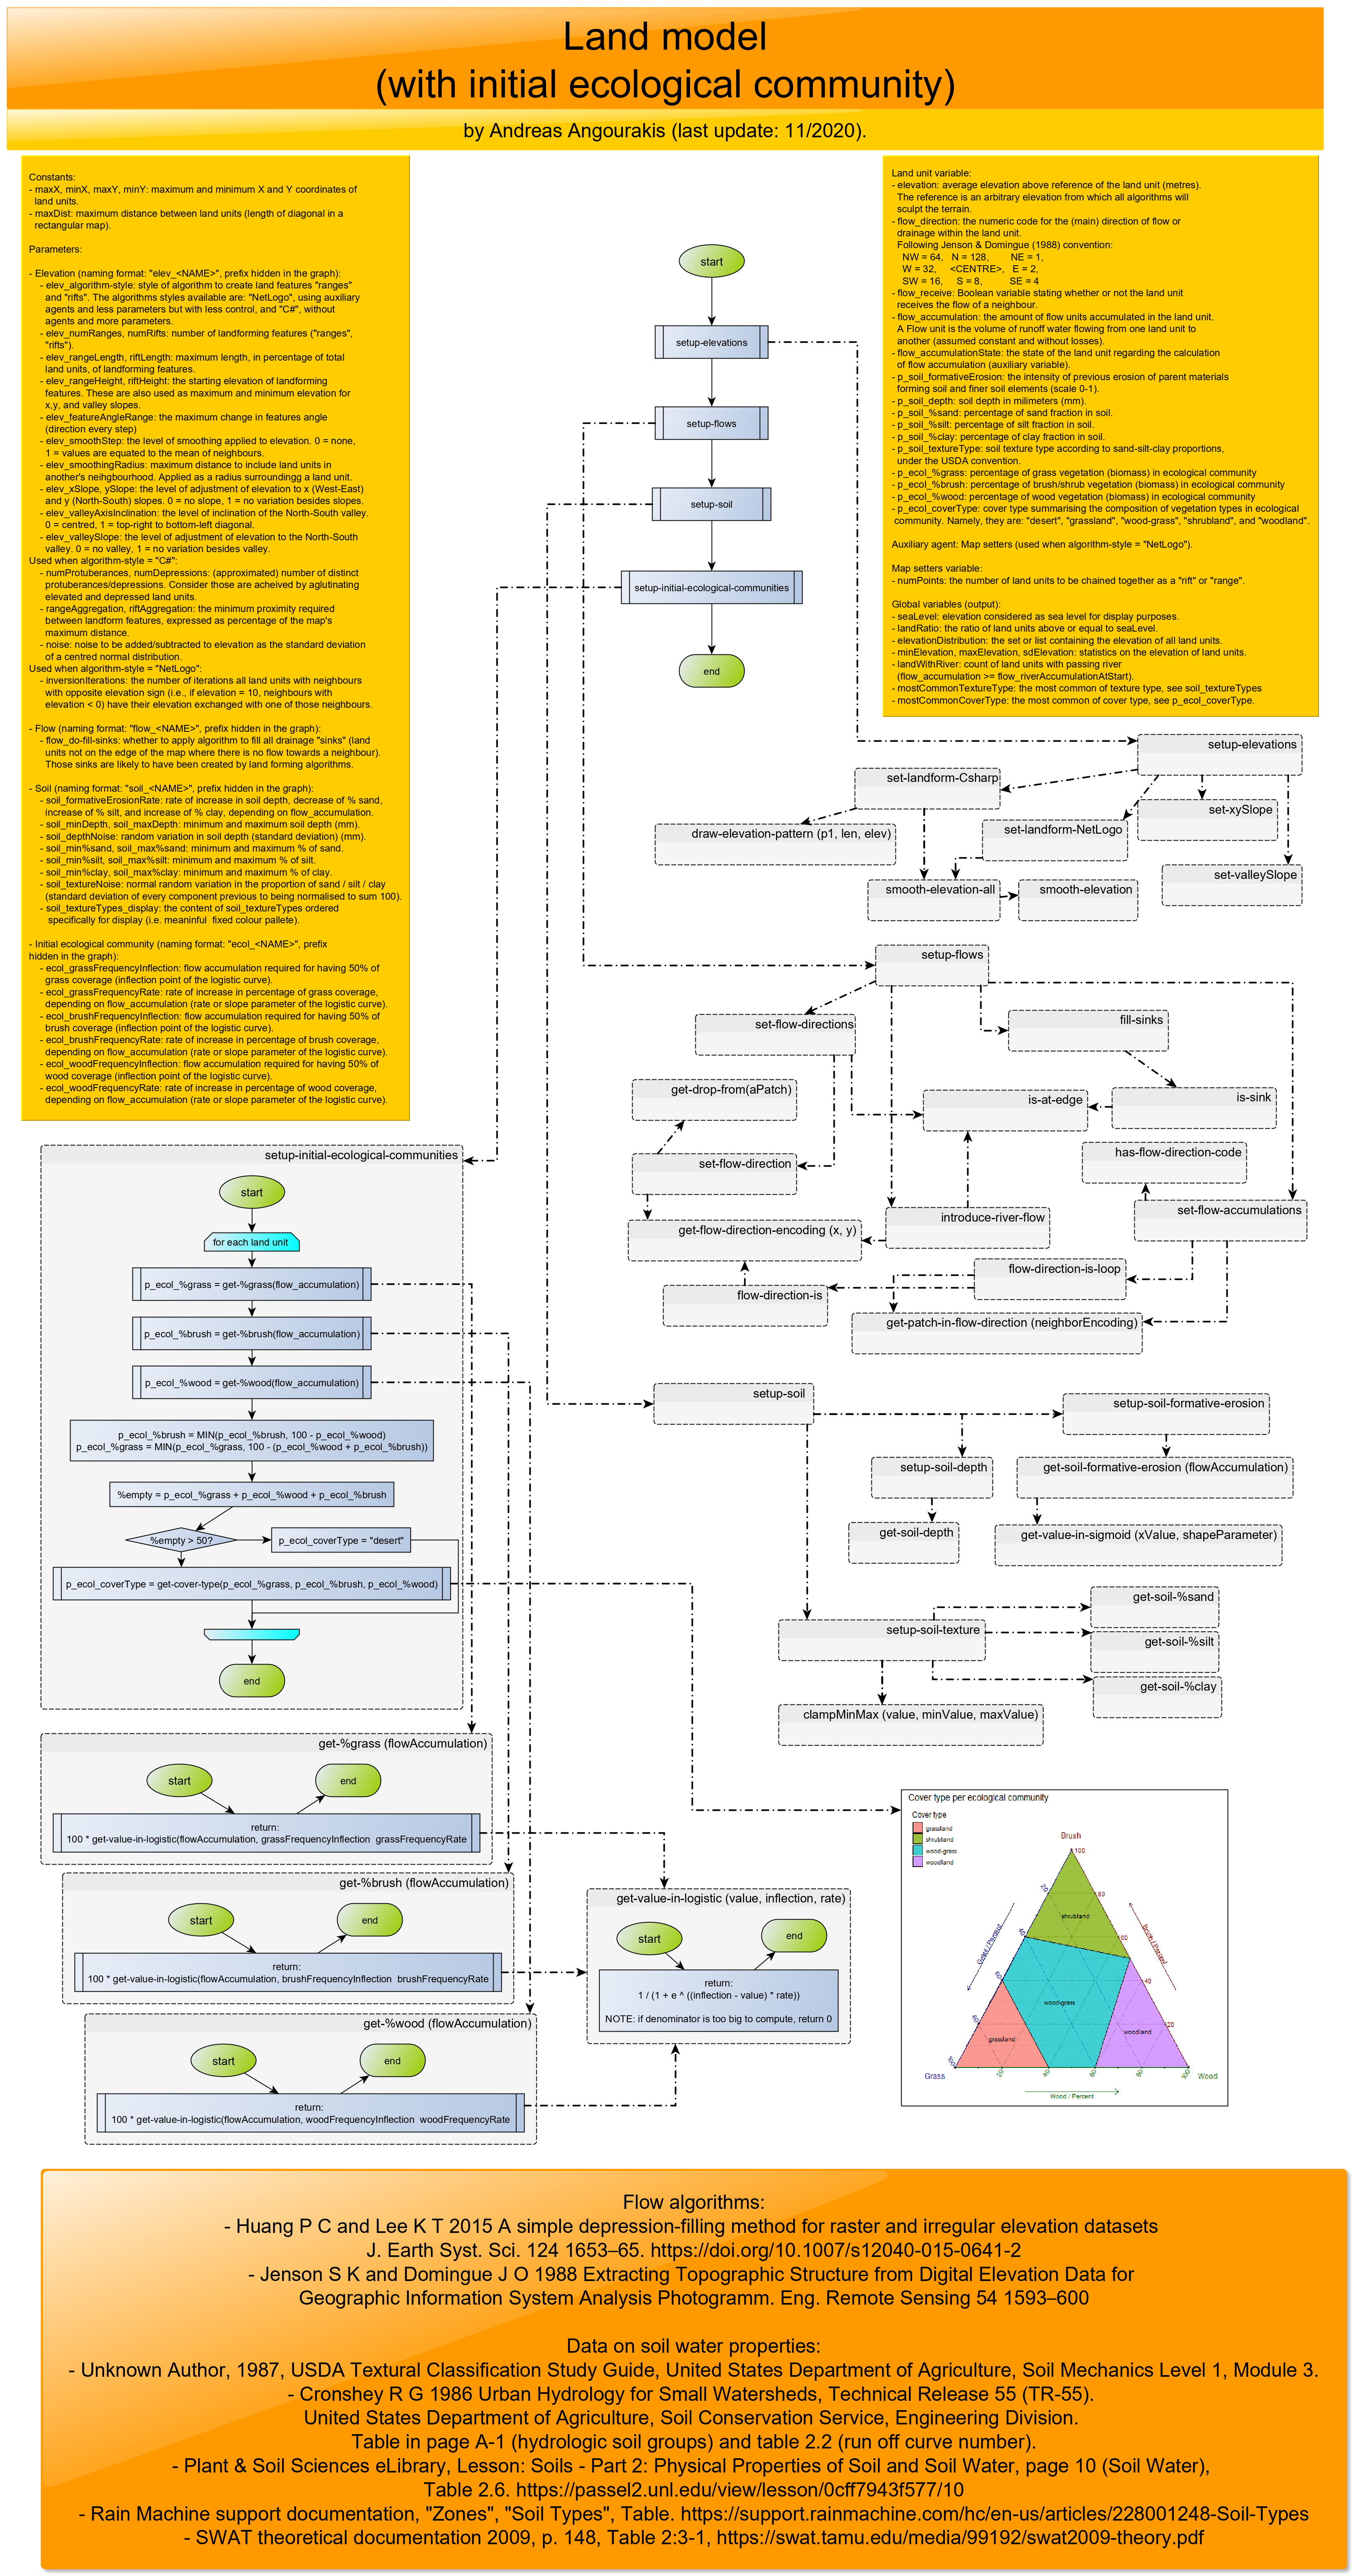 Land model
(with initial ecological community)
by Andreas Angourakis (last update: 11/2020).
Constants:
- maxX, minX, maxY, minY: maximum and minimum X and Y coordinates of
land units.
- maxDist: maximum distance between land units (length of diagonal in a
rectangular map).
Parameters:
- Elevation (naming format: "elev_<NAME>", prefix hidden in the graph):
- elev_algorithm-style: style of algorithm to create land features "ranges"
and "rifts". The algorithms styles available are: "NetLogo", using auxiliary
agents and less parameters but with less control, and "C#", without
agents and more parameters.
- elev_numRanges, numRifts: number of landforming features ("ranges",
"rifts").
- elev_rangeLength, riftLength: maximum length, in percentage of total
land units, of landforming features.
- elev_rangeHeight, riftHeight: the starting elevation of landforming
features. These are also used as maximum and minimum elevation for
x,y, and valley slopes.
- elev_featureAngleRange: the maximum change in features angle
(direction every step)
- elev_smoothStep: the level of smoothing applied to elevation. 0 = none,
1 = values are equated to the mean of neighbours.
- elev_smoothingRadius: maximum distance to include land units in
another's neihgbourhood. Applied as a radius surroundingg a land unit.
- elev_xSlope, ySlope: the level of adjustment of elevation to x (West-East)
and y (North-South) slopes. 0 = no slope, 1 = no variation besides slopes.
- elev_valleyAxisInclination: the level of inclination of the North-South valley.
0 = centred, 1 = top-right to bottom-left diagonal.
- elev_valleySlope: the level of adjustment of elevation to the North-South
valley. 0 = no valley, 1 = no variation besides valley.
Used when algorithm-style = "C#":
- numProtuberances, numDepressions: (approximated) number of distinct
protuberances/depressions. Consider those are acheived by aglutinating
elevated and depressed land units.
- rangeAggregation, riftAggregation: the minimum proximity required
between landform features, expressed as percentage of the map's
maximum distance.
- noise: noise to be added/subtracted to elevation as the standard deviation
of a centred normal distribution.
Used when algorithm-style = "NetLogo":
- inversionIterations: the number of iterations all land units with neighbours
with opposite elevation sign (i.e., if elevation = 10, neighbours with
elevation < 0) have their elevation exchanged with one of those neighbours.
- Flow (naming format: "flow_<NAME>", prefix hidden in the graph):
- flow_do-fill-sinks: whether to apply algorithm to fill all drainage "sinks" (land
units not on the edge of the map where there is no flow towards a neighbour).
Those sinks are likely to have been created by land forming algorithms.
- Soil (naming format: "soil_<NAME>", prefix hidden in the graph):
- soil_formativeErosionRate: rate of increase in soil depth, decrease of % sand,
increase of % silt, and increase of % clay, depending on flow_accumulation.
- soil_minDepth, soil_maxDepth: minimum and maximum soil depth (mm).
- soil_depthNoise: random variation in soil depth (standard deviation) (mm).
- soil_min%sand, soil_max%sand: minimum and maximum % of sand.
- soil_min%silt, soil_max%silt: minimum and maximum % of silt.
- soil_min%clay, soil_max%clay: minimum and maximum % of clay.
- soil_textureNoise: normal random variation in the proportion of sand / silt / clay
(standard deviation of every component previous to being normalised to sum 100).
- soil_textureTypes_display: the content of soil_textureTypes ordered
specifically for display (i.e. meaninful fixed colour pallete).
- Initial ecological community (naming format: "ecol_<NAME>", prefix
hidden in the graph):
- ecol_grassFrequencyInflection: flow accumulation required for having 50% of
grass coverage (inflection point of the logistic curve).
- ecol_grassFrequencyRate: rate of increase in percentage of grass coverage,
depending on flow_accumulation (rate or slope parameter of the logistic curve).
- ecol_brushFrequencyInflection: flow accumulation required for having 50% of
brush coverage (inflection point of the logistic curve).
- ecol_brushFrequencyRate: rate of increase in percentage of brush coverage,
depending on flow_accumulation (rate or slope parameter of the logistic curve).
- ecol_woodFrequencyInflection: flow accumulation required for having 50% of
wood coverage (inflection point of the logistic curve).
- ecol_woodFrequencyRate: rate of increase in percentage of wood coverage,
depending on flow_accumulation (rate or slope parameter of the logistic curve).
start
setup-elevations
setup-flows
setup-soil
setup-initial-ecological-communities
end
Land unit variable:
- elevation: average elevation above reference of the land unit (metres).
The reference is an arbitrary elevation from which all algorithms will
sculpt the terrain.
- flow_direction: the numeric code for the (main) direction of flow or
drainage within the land unit.
Following Jenson & Domingue (1988) convention:
NW = 64, N = 128, NE = 1,
W = 32, <CENTRE>, E = 2,
SW = 16, S = 8, SE = 4
- flow_receive: Boolean variable stating whether or not the land unit
receives the flow of a neighbour.
- flow_accumulation: the amount of flow units accumulated in the land unit.
A Flow unit is the volume of runoff water flowing from one land unit to
another (assumed constant and without losses).
- flow_accumulationState: the state of the land unit regarding the calculation
of flow accumulation (auxiliary variable).
- p_soil_formativeErosion: the intensity of previous erosion of parent materials
forming soil and finer soil elements (scale 0-1).
- p_soil_depth: soil depth in milimeters (mm).
- p_soil_%sand: percentage of sand fraction in soil.
- p_soil_%silt: percentage of silt fraction in soil.
- p_soil_%clay: percentage of clay fraction in soil.
- p_soil_textureType: soil texture type according to sand-silt-clay proportions,
under the USDA convention.
- p_ecol_%grass: percentage of grass vegetation (biomass) in ecological community
- p_ecol_%brush: percentage of brush/shrub vegetation (biomass) in ecological community
- p_ecol_%wood: percentage of wood vegetation (biomass) in ecological community
- p_ecol_coverType: cover type summarising the composition of vegetation types in ecological
community. Namely, they are: "desert", "grassland", "wood-grass", "shrubland", and "woodland".
Auxiliary agent: Map setters (used when algorithm-style = "NetLogo").
Map setters variable:
- numPoints: the number of land units to be chained together as a "rift" or "range".
Global variables (output):
- seaLevel: elevation considered as sea level for display purposes.
- landRatio: the ratio of land units above or equal to seaLevel.
- elevationDistribution: the set or list containing the elevation of all land units.
- minElevation, maxElevation, sdElevation: statistics on the elevation of land units.
- landWithRiver: count of land units with passing river
(flow_accumulation >= flow_riverAccumulationAtStart).
- mostCommonTextureType: the most common of texture type, see soil_textureTypes
- mostCommonCoverType: the most common of cover type, see p_ecol_coverType.
setup-elevations
set-landform-Csharp
set-xySlope
draw-elevation-pattern (p1, len, elev)
set-landform-NetLogo
set-valleySlope
smooth-elevation-all
smooth-elevation
setup-flows
set-flow-directions
fill-sinks
get-drop-from(aPatch)
is-at-edge
is-sink
has-flow-direction-code
set-flow-direction
set-flow-accumulations
get-flow-direction-encoding (x, y)
introduce-river-flow
flow-direction-is-loop
flow-direction-is
get-patch-in-flow-direction (neighborEncoding)
setup-soil
setup-soil-formative-erosion
setup-soil-depth
get-soil-formative-erosion (flowAccumulation)
get-soil-depth
get-value-in-sigmoid (xValue, shapeParameter)
get-soil-%sand
setup-soil-texture
get-soil-%silt
get-soil-%clay
clampMinMax (value, minValue, maxValue)
setup-initial-ecological-communities
start
for each land unit
p_ecol_%grass = get-%grass(flow_accumulation)
p_ecol_%brush = get-%brush(flow_accumulation)
p_ecol_%wood = get-%wood(flow_accumulation)
p_ecol_%brush = MIN(p_ecol_%brush, 100 - p_ecol_%wood)
p_ecol_%grass = MIN(p_ecol_%grass, 100 - (p_ecol_%wood + p_ecol_%brush))
%empty = p_ecol_%grass + p_ecol_%wood + p_ecol_%brush
%empty > 50?
p_ecol_coverType = "desert"
p_ecol_coverType = get-cover-type(p_ecol_%grass, p_ecol_%brush, p_ecol_%wood)
end
get-%grass (flowAccumulation)
start
end
return:
100 * get-value-in-logistic(flowAccumulation, grassFrequencyInflection grassFrequencyRate
get-%brush (flowAccumulation)
start
end
return:
100 * get-value-in-logistic(flowAccumulation, brushFrequencyInflection brushFrequencyRate
get-%wood (flowAccumulation)
start
end
return:
100 * get-value-in-logistic(flowAccumulation, woodFrequencyInflection woodFrequencyRate
get-value-in-logistic (value, inflection, rate)
start
end
return:
1 / (1 + e ^ ((inflection - value) * rate))
NOTE: if denominator is too big to compute, return 0
Cover type per ecological community
Cover type
grassland
shrubland
wood-grass
woodland
Brush
100
20
80
shrubland
Grass / Percent
Brush / Percent
40
60
60
40
wood-grass
80
20
grassland
woodland
100
Grass
20
40
60
80
100
Wood
Wood / Percent
Flow algorithms:
- Huang P C and Lee K T 2015 A simple depression-filling method for raster and irregular elevation datasets
J. Earth Syst. Sci. 124 1653–65. https://doi.org/10.1007/s12040-015-0641-2
- Jenson S K and Domingue J O 1988 Extracting Topographic Structure from Digital Elevation Data for
Geographic Information System Analysis Photogramm. Eng. Remote Sensing 54 1593–600
Data on soil water properties:
- Unknown Author, 1987, USDA Textural Classification Study Guide, United States Department of Agriculture, Soil Mechanics Level 1, Module 3.
- Cronshey R G 1986 Urban Hydrology for Small Watersheds, Technical Release 55 (TR-55).
United States Department of Agriculture, Soil Conservation Service, Engineering Division.
Table in page A-1 (hydrologic soil groups) and table 2.2 (run off curve number).
- Plant & Soil Sciences eLibrary, Lesson: Soils - Part 2: Physical Properties of Soil and Soil Water, page 10 (Soil Water),
Table 2.6. https://passel2.unl.edu/view/lesson/0cff7943f577/10
- Rain Machine support documentation, "Zones", "Soil Types", Table. https://support.rainmachine.com/hc/en-us/articles/228001248-Soil-Types
- SWAT theoretical documentation 2009, p. 148, Table 2:3-1, https://swat.tamu.edu/media/99192/swat2009-theory.pdf